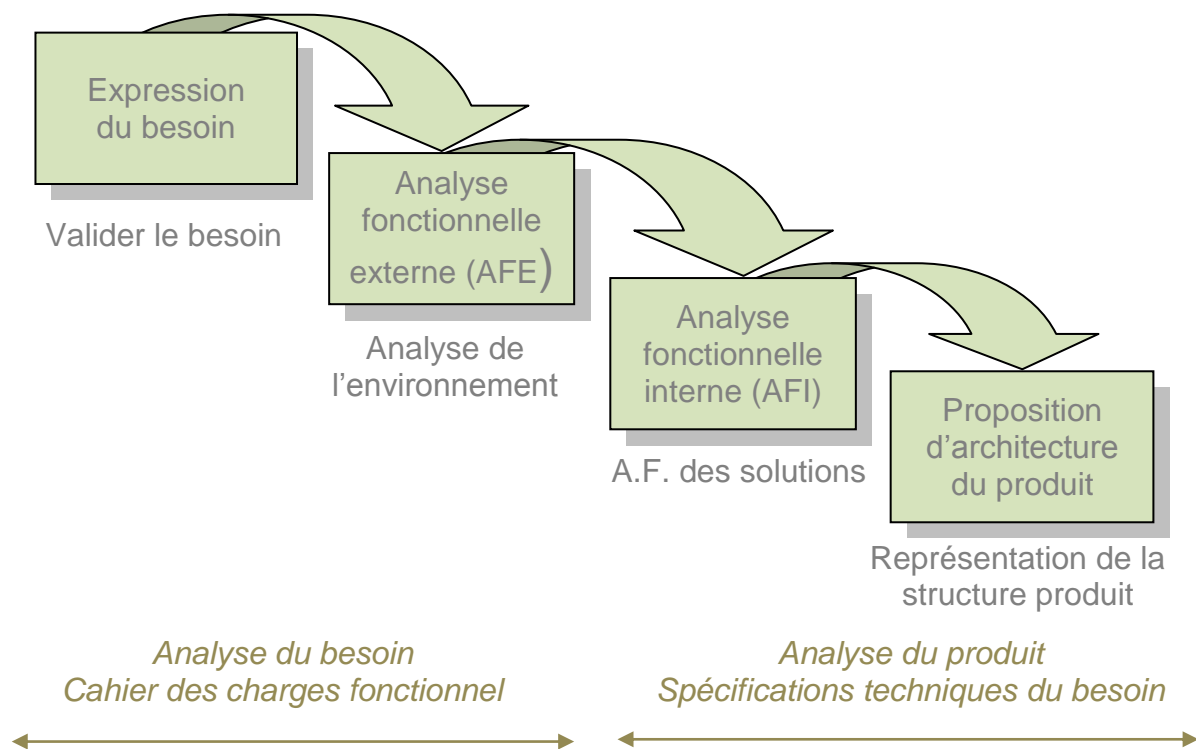 Expression
du besoin
Valider le besoin
Analyse
fonctionnelle
externe (AFE)
Analyse de
l’environnement
Analyse
fonctionnelle
interne (AFI)
A.F. des solutions
Proposition
d’architecture
du produit
Représentation de la
structure produit
Analyse du besoin
Cahier des charges fonctionnel
Analyse du produit
Spécifications techniques du besoin